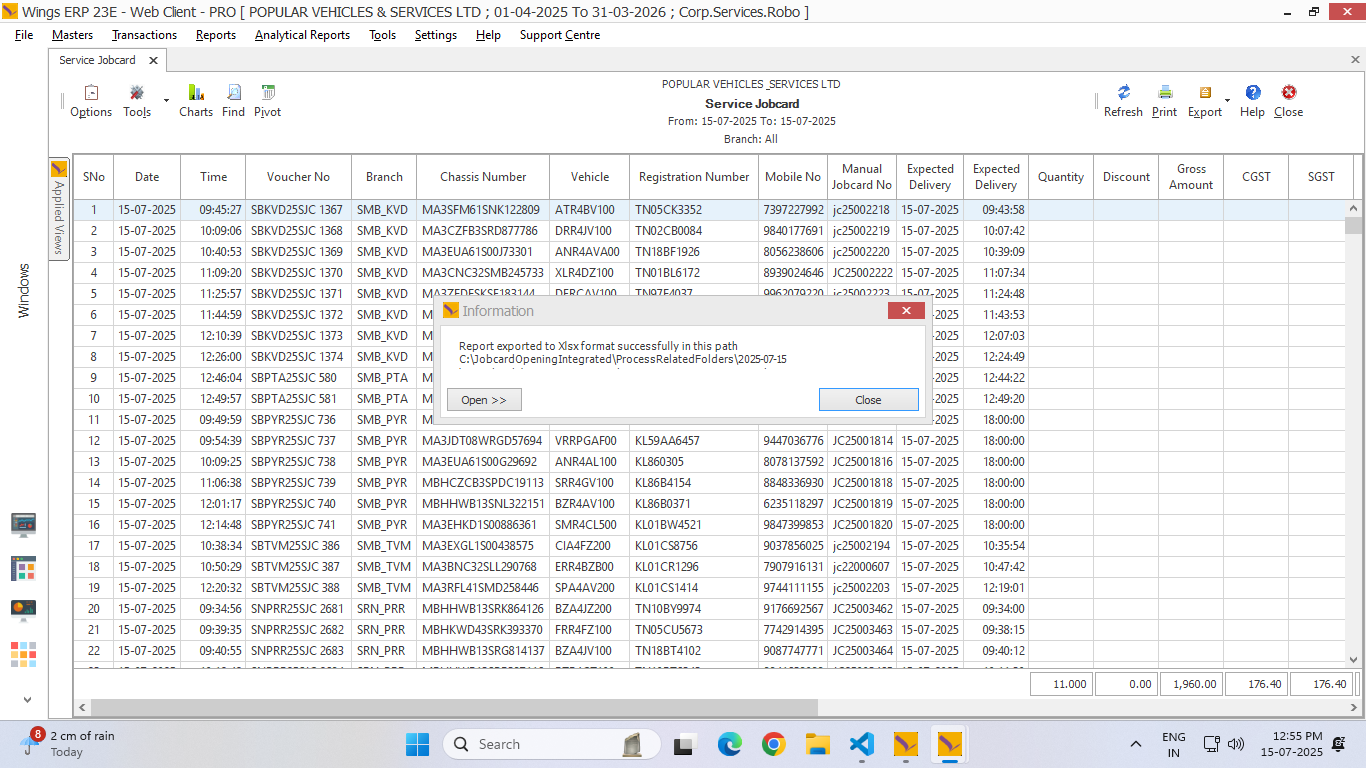 Wings ERP 23E - Web Client - PRO [ POPULAR VEHICLES & SERVICES LTD ; 01-04-2025 To 31-03-2026 ; Corp.Services.Robo ]
File Masters Transactions Reports Analytical Reports Tools Settings Help Support Centre
Service Jobcard
Options Tools Charts Find Pivot
POPULAR VEHICLES_SERVICES LTD
Service Jobcard
From: 15-07-2025 To: 15-07-2025
Branch: All
Refresh Print Export Help Close
Applied Views
Windows
SNo Date Time Voucher No Branch Chassis Number Vehicle Registration Number Mobile No Manual Jobcard No Expected Delivery Expected Delivery Quantity Discount Gross Amount CGST SGST
1 15-07-2025 09:45:27 SBKVD25SJC 1367 SMB_KVD MA3SFM61SNK122809 ATR4BV100 TN05CK3352 7397227992 jc25002218 15-07-2025 09:43:58
2 15-07-2025 10:09:06 SBKVD25SJC 1368 SMB_KVD MA3CZFB3SRD877786 DRR4JV100 TN02CB0084 9840177691 jc25002219 15-07-2025 10:07:42
3 15-07-2025 10:40:53 SBKVD25SJC 1369 SMB_KVD MA3EUA61S00J73301 ANR4AVA00 TN18BF1926 8056238606 jc25002220 15-07-2025 10:39:09
4 15-07-2025 11:09:20 SBKVD25SJC 1370 SMB_KVD MA3CNC32SMB245733 XLR4DZ100 TN01BL6172 8939024646 JC25002222 15-07-2025 11:07:34
5 15-07-2025 11:25:57 SBKVD25SJC 1371 SMB_KVD 15-07-2025 11:24:48
6 15-07-2025 11:44:59 SBKVD25SJC 1372 SMB_KVD 11:43:53
7 15-07-2025 12:10:39 SBKVD25SJC 1373 SMB_KVD 12:07:03
8 15-07-2025 12:26:00 SBKVD25SJC 1374 SMB_KVD 12:24:49
9 15-07-2025 12:46:04 SBPTA25SJC 580 SMB_PTA 12:44:22
10 15-07-2025 12:49:57 SBPTA25SJC 581 SMB_PTA 12:49:20
11 15-07-2025 09:49:59 SBPYR25SJC 736 SMB_PYR 18:00:00
12 15-07-2025 09:54:39 SBPYR25SJC 737 SMB_PYR MA3JDT08WRGD57694 VRRPGAF00 KL59AA6457 9447036776 JC25001814 15-07-2025 18:00:00
13 15-07-2025 10:09:25 SBPYR25SJC 738 SMB_PYR MA3EUA61S00G29692 ANR4AL100 KL860305 8078137592 JC25001816 15-07-2025 18:00:00
14 15-07-2025 11:06:38 SBPYR25SJC 739 SMB_PYR MBHCZCB3SPDC19113 SRR4GV100 KL86B4154 8848336930 JC25001818 15-07-2025 18:00:00
15 15-07-2025 12:01:17 SBPYR25SJC 740 SMB_PYR MBHHWB13SNL322151 BZR4AV100 KL86B0371 6235118297 JC25001819 15-07-2025 18:00:00
16 15-07-2025 12:14:48 SBPYR25SJC 741 SMB_PYR MA3EHKD1S00886361 SMR4CL500 KL01BW4521 9847399853 JC25001820 15-07-2025 18:00:00
17 15-07-2025 10:38:34 SBTVM25SJC 386 SMB_TVM MA3EXGL1S00438575 CIA4FZ200 KL01CS8756 9037856025 jc25002194 15-07-2025 10:35:54
18 15-07-2025 10:50:29 SBTVM25SJC 387 SMB_TVM MA3BNC32SLL290768 ERR4BZB00 KL01CR1296 7907916131 jc22000607 15-07-2025 10:47:42
19 15-07-2025 12:20:32 SBTVM25SJC 388 SMB_TVM MA3RFL41SMD258446 SPA4AV200 KL01CS1414 9744111155 jc25002203 15-07-2025 12:19:01
20 15-07-2025 09:34:56 SNPRR25SJC 2681 SRN_PRR MBHHWB13SRK864126 BZA4JZ200 TN10BY9974 9176692567 JC25003462 15-07-2025 09:34:00
21 15-07-2025 09:39:35 SNPRR25SJC 2682 SRN_PRR MBHKWD43SRK393370 FRR4FZ100 TN05CU5673 7742914395 JC25003463 15-07-2025 09:38:15
22 15-07-2025 09:40:55 SNPRR25SJC 2683 SRN_PRR MBHHWB13SRG814137 BZA4JV100 TN18BT4102 9087747771 JC25003464 15-07-2025 09:40:12
11.000 0.00 1,960.00 176.40 176.40
Information
Report exported to Xlsx format successfully in this path
C:\JobcardOpeningIntegrated\ProcessRelatedFolders\2025-07-15
Open >> Close
8
2 cm of rain
Today
Search
ENG
IN
12:55 PM
15-07-2025